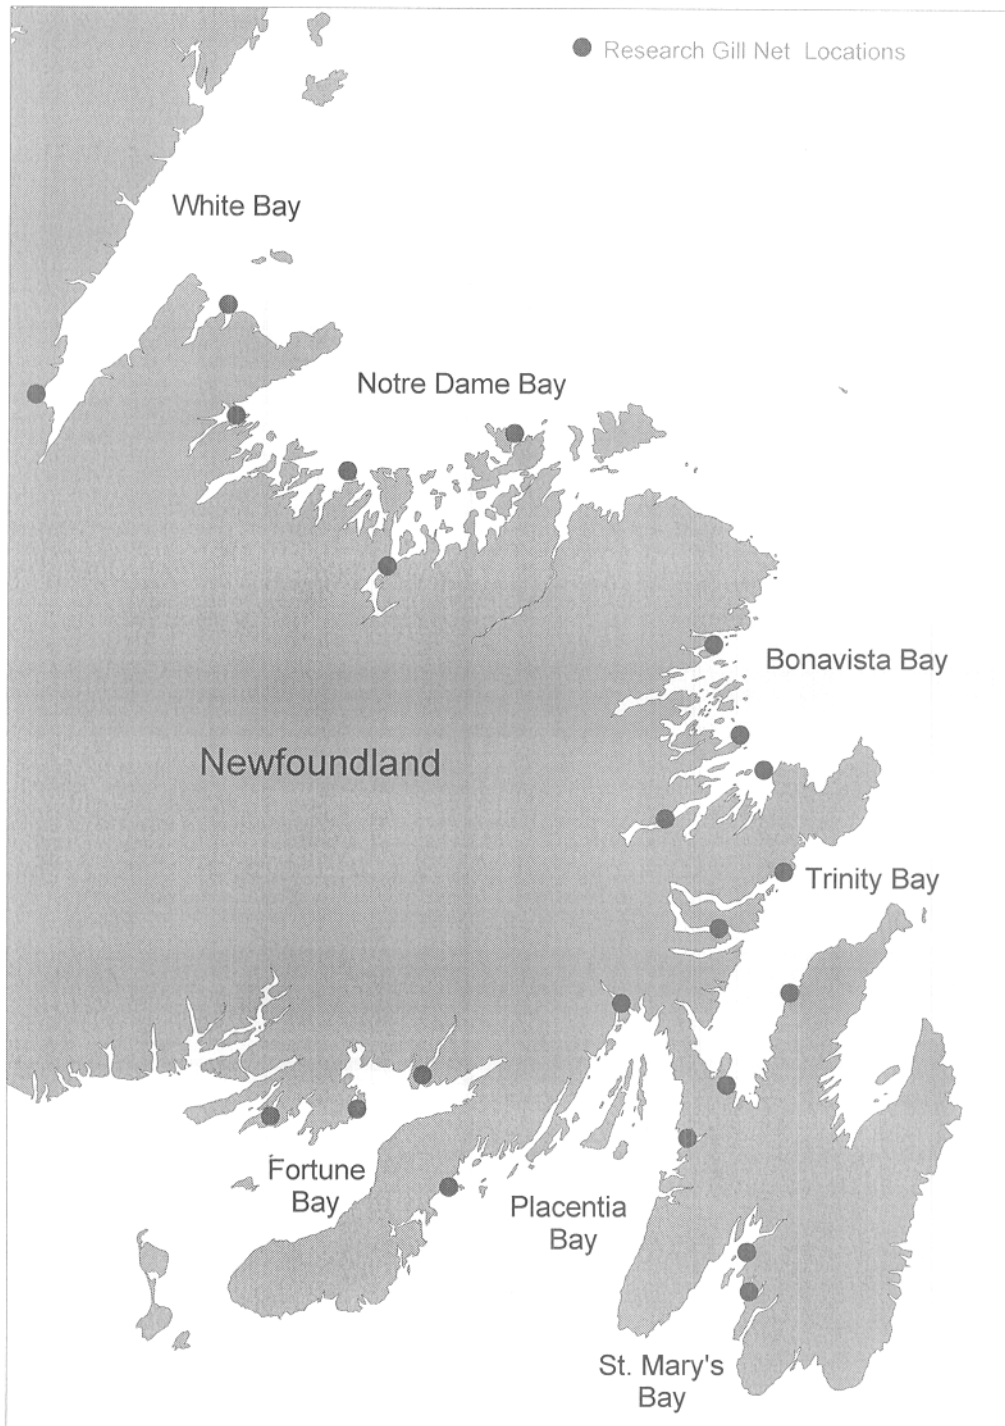 Research Gill Net Locations
White Bay
Notre Dame Bay
Bonavista Bay
Newfoundland
Trinity Bay
Fortune
Bay
Placentia
Bay
St. Mary's
Bay